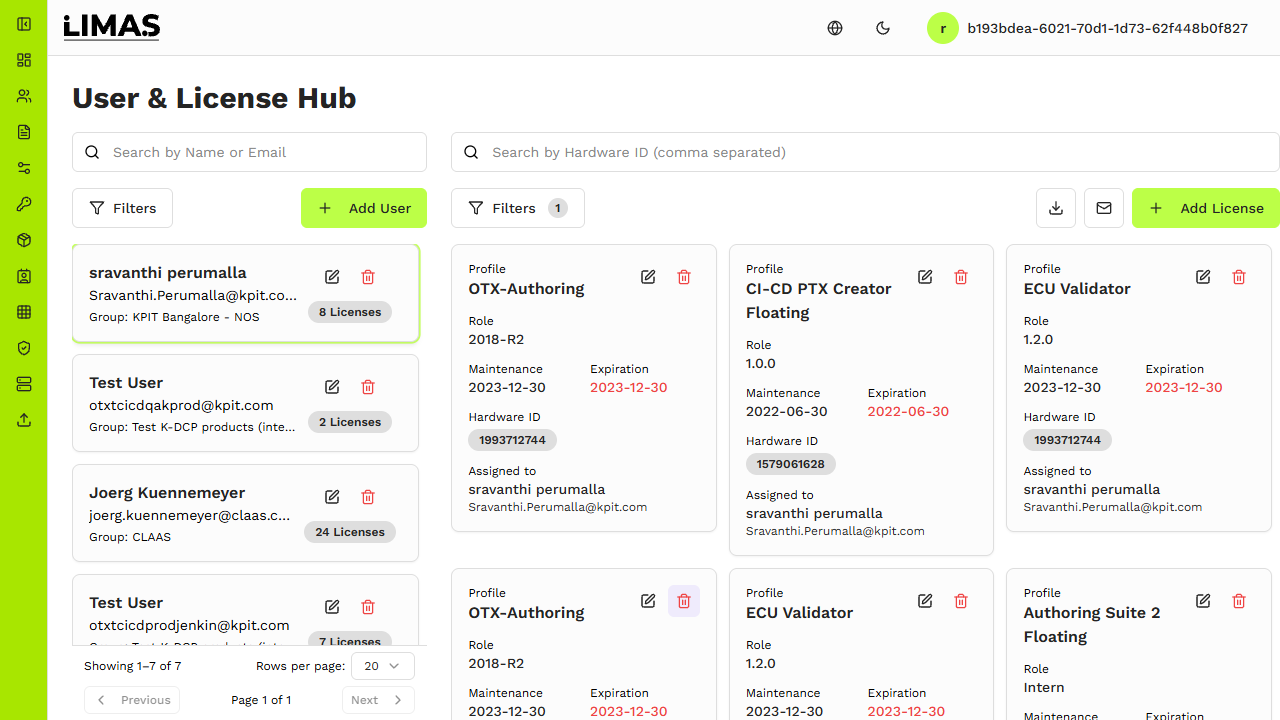 LIMAS
r
b193bdea-6021-70d1-1d73-62f448b0f827
User & License Hub
Search by Name or Email
Filters
Add User
sravanthi perumalla
Sravanthi.Perumalla@kpit.co...
Group: KPIT Bangalore - NOS
8 Licenses
Test User
otxtcicdqakprod@kpit.com
Group: Test K-DCP products (inte...
2 Licenses
Joerg Kuennemeyer
joerg.kuennemeyer@claas.c...
Group: CLAAS
24 Licenses
Test User
otxtcicdprodjenkin@kpit.com
7 Licenses
Showing 1–7 of 7
Rows per page:
20
Previous
Page 1 of 1
Next
Search by Hardware ID (comma separated)
Filters
1
Add License
Profile
OTX-Authoring
Role
2018-R2
Maintenance
Expiration
2023-12-30
2023-12-30
Hardware ID
1993712744
Assigned to
sravanthi perumalla
Sravanthi.Perumalla@kpit.com
Profile
CI-CD PTX Creator
Floating
Role
1.0.0
Maintenance
Expiration
2022-06-30
2022-06-30
Hardware ID
1579061628
Assigned to
sravanthi perumalla
Sravanthi.Perumalla@kpit.com
Profile
ECU Validator
Role
1.2.0
Maintenance
Expiration
2023-12-30
2023-12-30
Hardware ID
1993712744
Assigned to
sravanthi perumalla
Sravanthi.Perumalla@kpit.com
Profile
OTX-Authoring
Role
2018-R2
Maintenance
Expiration
2023-12-30
2023-12-30
Profile
ECU Validator
Role
1.2.0
Maintenance
Expiration
2023-12-30
2023-12-30
Profile
Authoring Suite 2
Floating
Role
Intern
Maintenance
Expiration